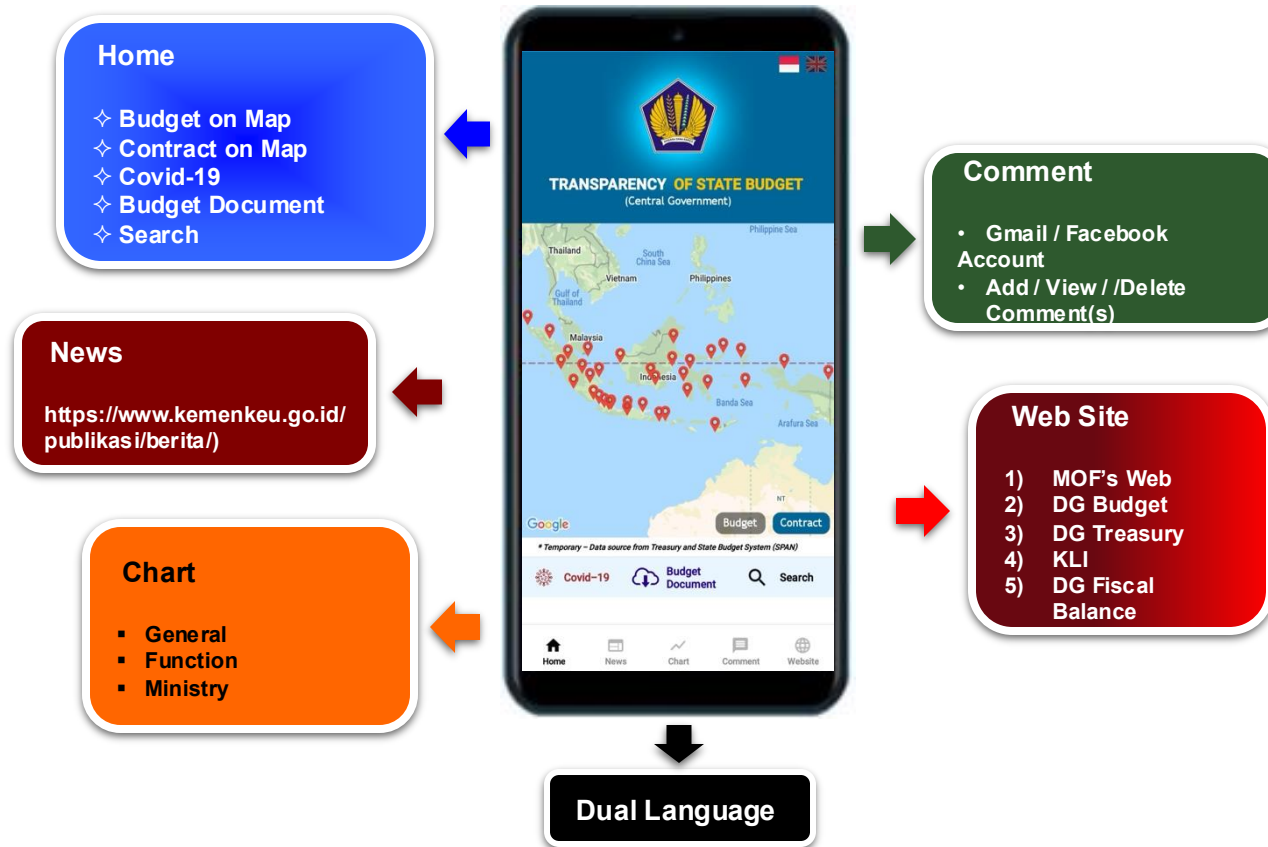 Home
✧ Budget on Map
✧ Contract on Map
✧ Covid-19
✧ Budget Document
✧ Search
News
https://www.kemenkeu.go.id/
publikasi/berita/)
Chart
▪ General
▪ Function
▪ Ministry
TRANSPARENCY OF STATE BUDGET
(Central Government)
Philippine Sea
Thailand
South
China Sea
Vietnam
Philippines
Gulf of
Thailand
Malaysia
Indonesia
Banda Sea
Arafura Sea
NT
Google
Budget
Contract
* Temporary – Data source from Treasury and State Budget System (SPAN)
Covid-19
Budget
Document
Search
Home
News
Chart
Comment
Website
Comment
• Gmail / Facebook
Account
• Add / View / /Delete
Comment(s)
Web Site
1) MOF's Web
2) DG Budget
3) DG Treasury
4) KLI
5) DG Fiscal
Balance
Dual Language